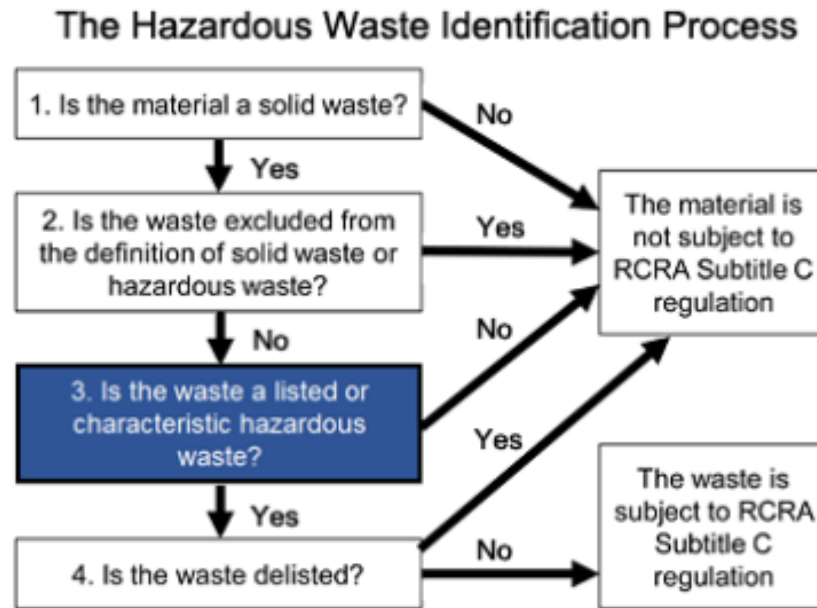 The Hazardous Waste Identification Process
1. Is the material a solid waste?
No
Yes
2. Is the waste excluded from
the definition of solid waste or
hazardous waste?
Yes
The material is
not subject to
RCRA Subtitle C
regulation
No
No
3. Is the waste a listed or
characteristic hazardous
waste?
Yes
Yes
The waste is
subject to RCRA
Subtitle C
regulation
4. Is the waste delisted?
No